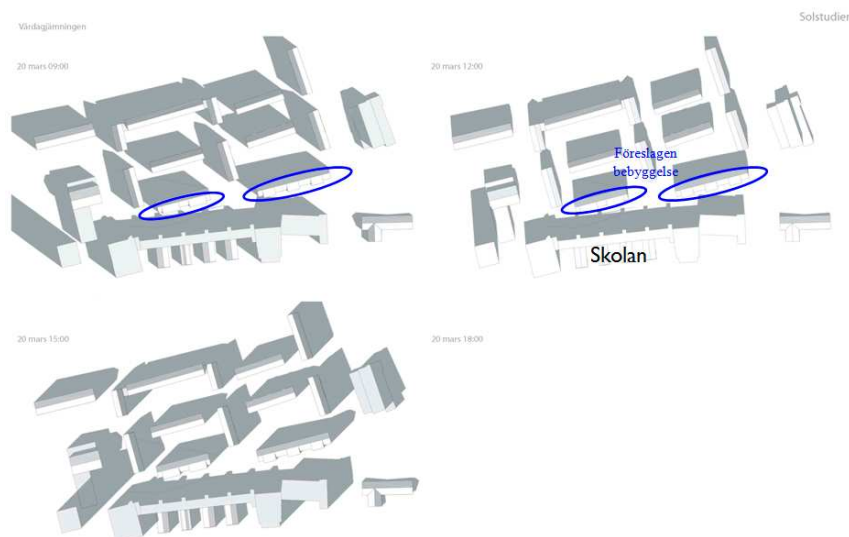 Solstudier
Vårdagjämningen
20 mars 09:00
20 mars 12:00
Föreslagen
bebyggelse
Skolan
20 mars 15:00
20 mars 18:00